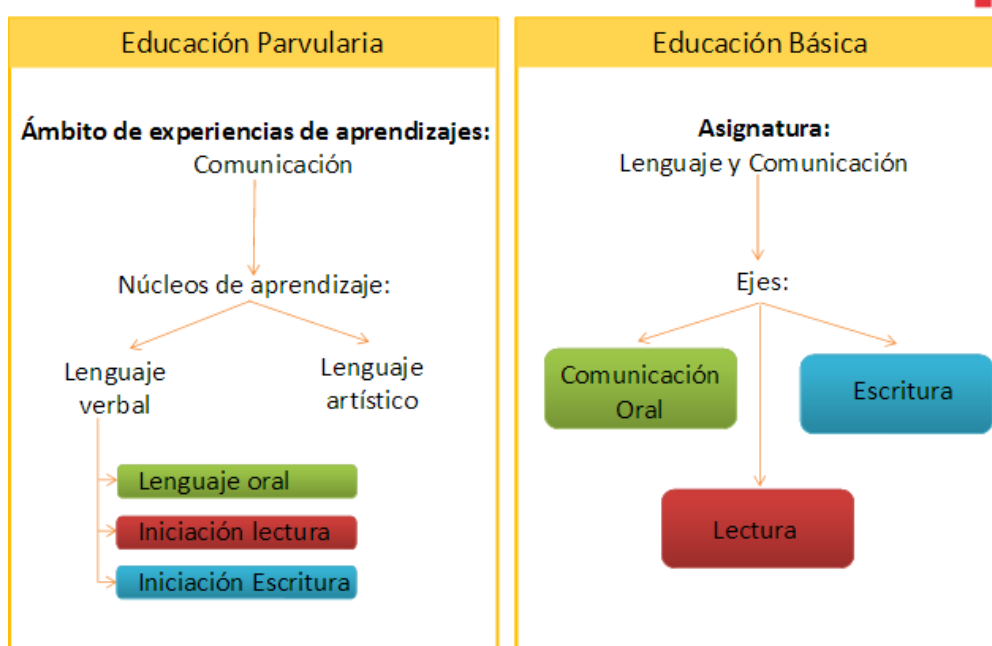 Educación Parvularia
Ámbito de experiencias de aprendizajes:
Comunicación
Núcleos de aprendizaje:
Lenguaje
verbal
Lenguaje
artístico
Lenguaje oral
Iniciación lectura
Iniciación Escritura
Educación Básica
Asignatura:
Lenguaje y Comunicación
Ejes:
Comunicación
Oral
Escritura
Lectura